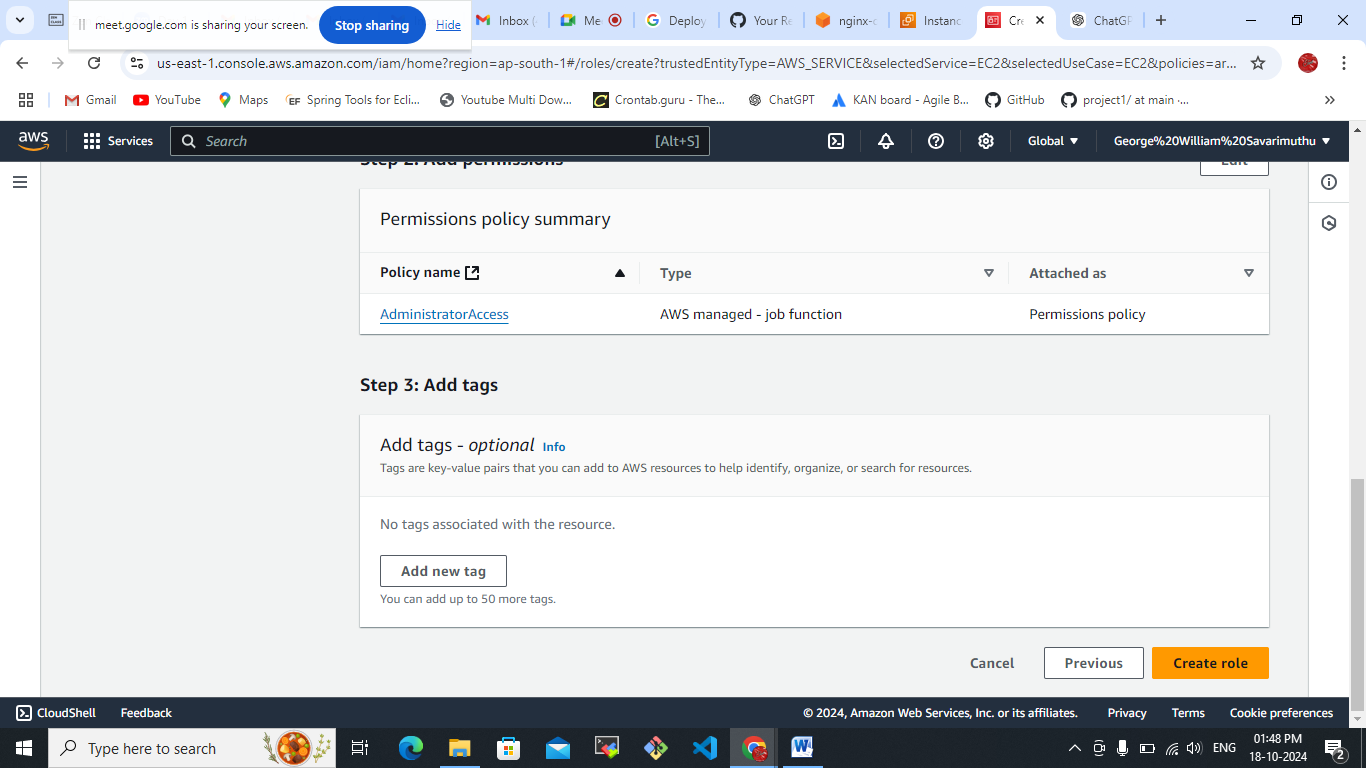 meet.google.com is sharing your screen.
Stop sharing
Hide
Inbox (
Me
Deploy
Your Re
nginx-c
Instanc
Cre
ChatGP
us-east-1.console.aws.amazon.com/iam/home?region=ap-south-1#/roles/create?trustedEntityType=AWS_SERVICE&selectedService=EC2&selectedUseCase=EC2&policies=ar...
Gmail
YouTube
Maps
EF Spring Tools for Ecli...
Youtube Multi Dow...
Crontab.guru - The...
ChatGPT
KAN board - Agile B...
GitHub
project1/ at main ·...
aws
Services
Search
[Alt+S]
Global
George%20William%20Savarimuthu
Step 2: Add permissions
Edit
Permissions policy summary
Policy name
Type
Attached as
AdministratorAccess
AWS managed - job function
Permissions policy
Step 3: Add tags
Add tags - optional Info
Tags are key-value pairs that you can add to AWS resources to help identify, organize, or search for resources.
No tags associated with the resource.
Add new tag
You can add up to 50 more tags.
Cancel
Previous
Create role
CloudShell
Feedback
© 2024, Amazon Web Services, Inc. or its affiliates.
Privacy
Terms
Cookie preferences
Type here to search
ENG
01:48 PM
18-10-2024
2